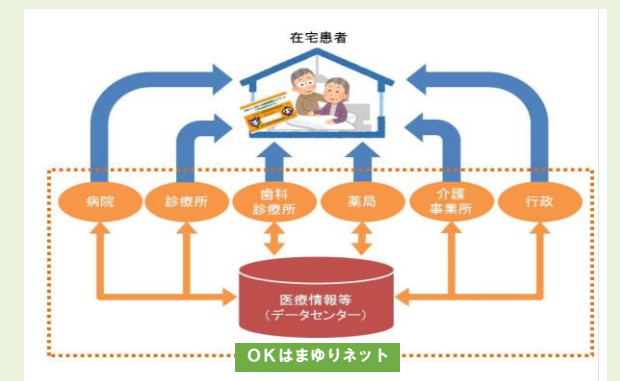 在宅患者
病院
診療所
歯科
診療所
薬局
介護
事業所
行政
医療情報等
(データセンター)
OKはまゆりネット